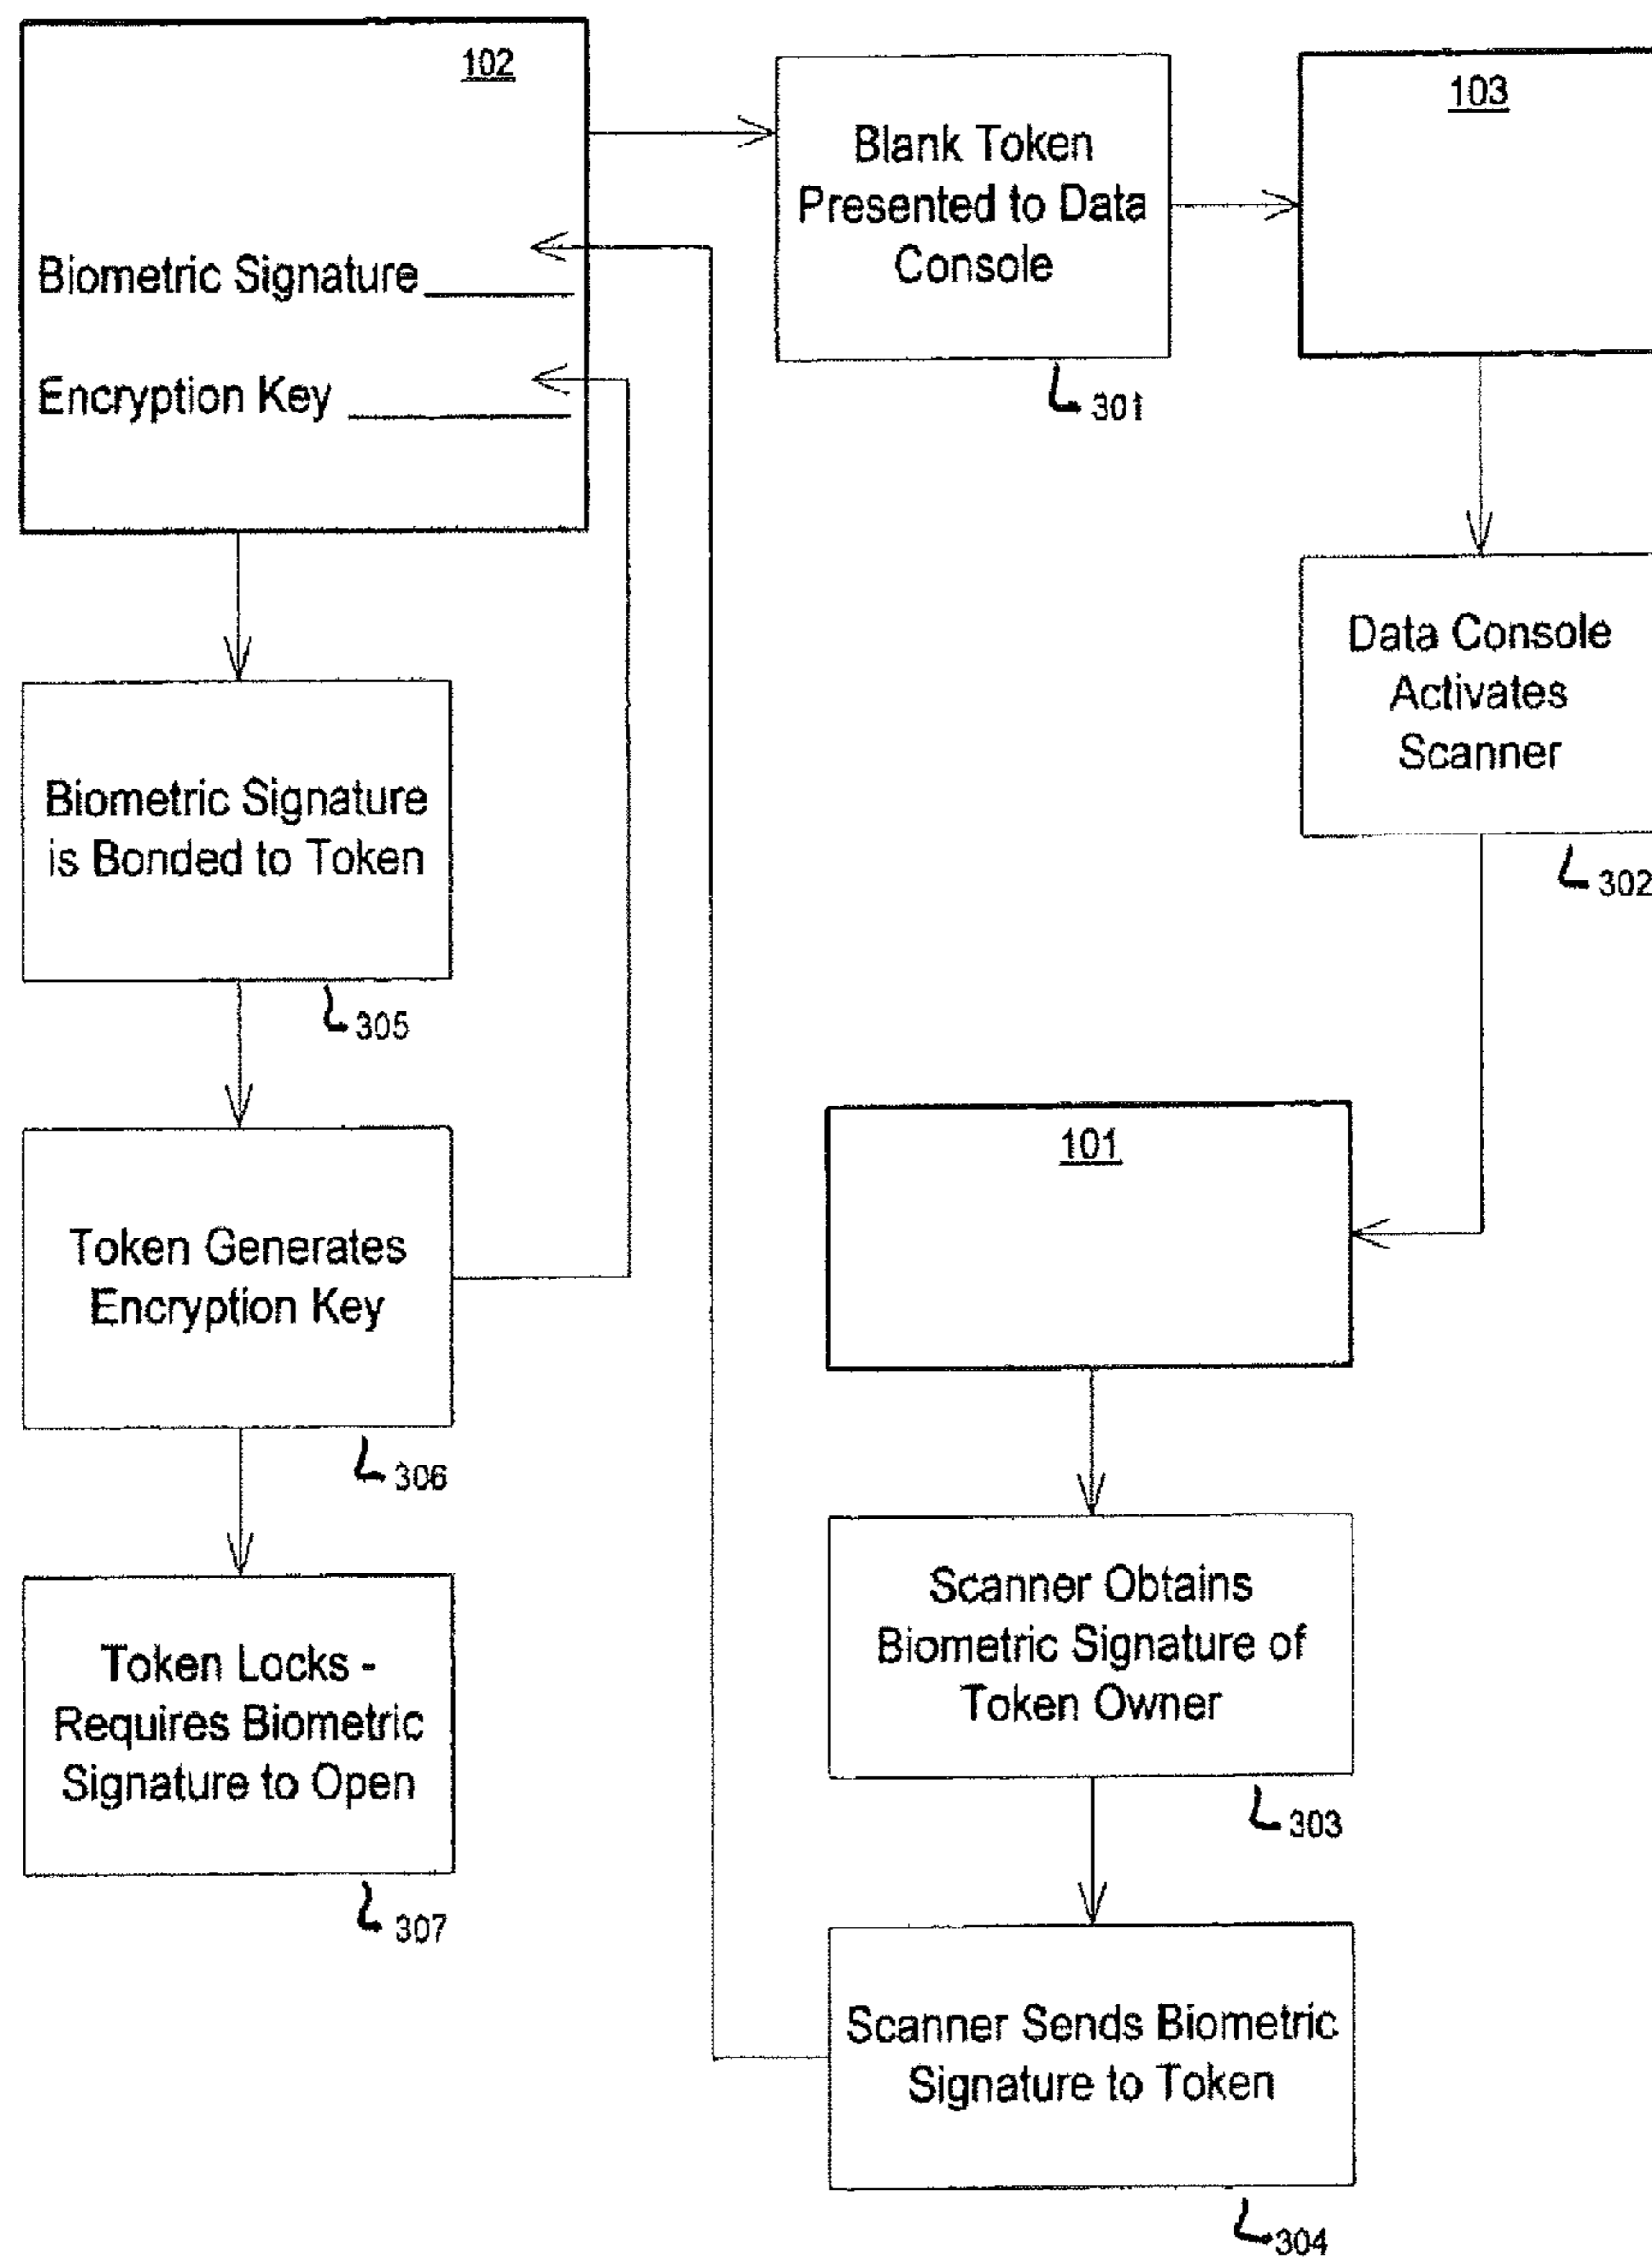 102
Biometric Signature
Encryption Key
Blank Token
Presented to Data
Console
301
103
Data Console
Activates
Scanner
302
101
Scanner Obtains
Biometric Signature of
Token Owner
303
Scanner Sends Biometric
Signature to Token
304
Biometric Signature
is Bonded to Token
305
Token Generates
Encryption Key
306
Token Locks -
Requires Biometric
Signature to Open
307